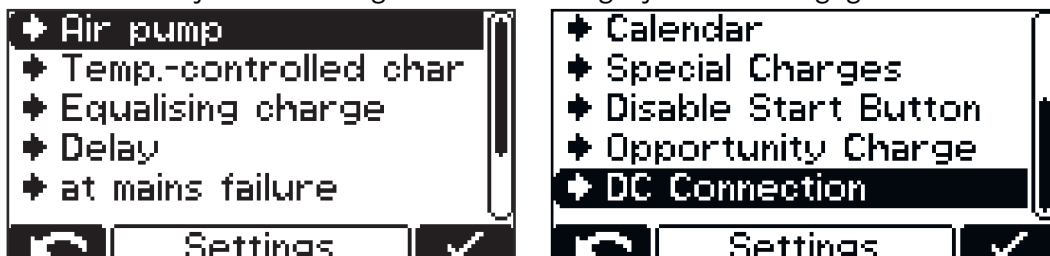 Air pump
Temp.-controlled char
Equalising charge
Delay
at mains failure
Settings
Calendar
Special Charges
Disable Start Button
Opportunity Charge
DC Connection
Settings